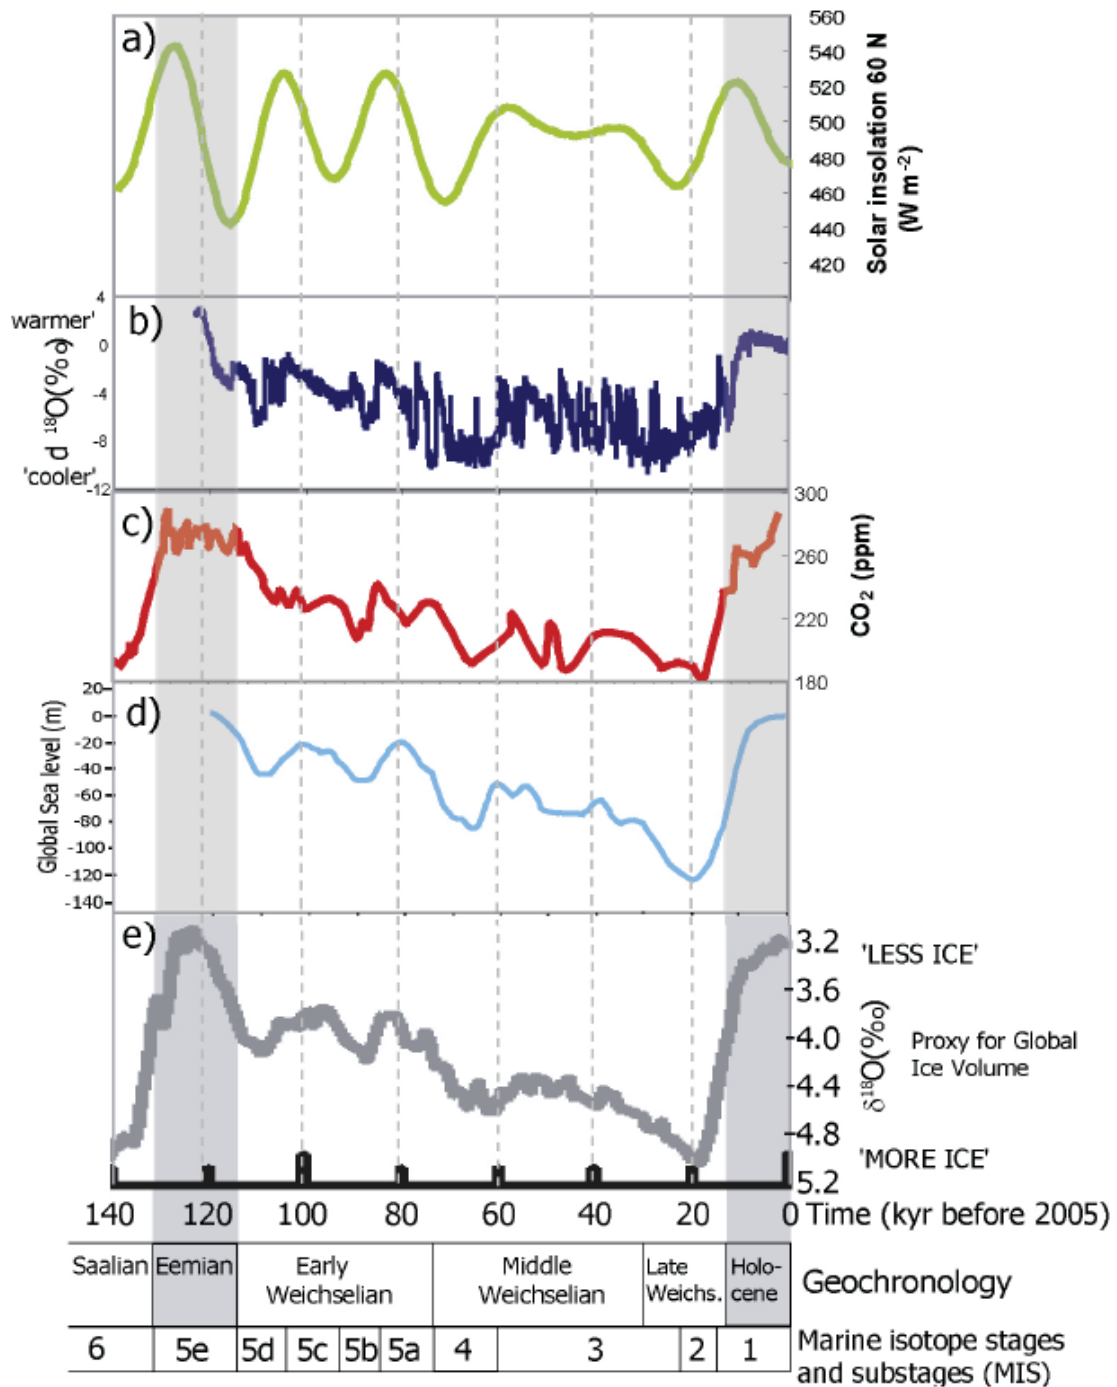 a)
560
540
520
500
480
460
440
420
Solar insolation 60 N
(W m-2)
b)
4
warmer'
0
-4
-8
'cooler'
-12
d 18O(‰)
c)
300
260
220
180
CO2 (ppm)
d)
20
0
-20
-40
-60
-80
-100
-120
-140
Global Sea level (m)
e)
3.2
3.6
4.0
4.4
4.8
5.2
'LESS ICE'
δ18O(‰)
Proxy for Global
Ice Volume
'MORE ICE'
140 120 100 80 60 40 20 0 Time (kyr before 2005)
Saalian Eemian Early
Weichselian Middle
Weichselian Late
Weichs. Holo-
cene Geochronology
6 5e 5d 5c 5b 5a 4 3 2 1 Marine isotope stages
and substages (MIS)